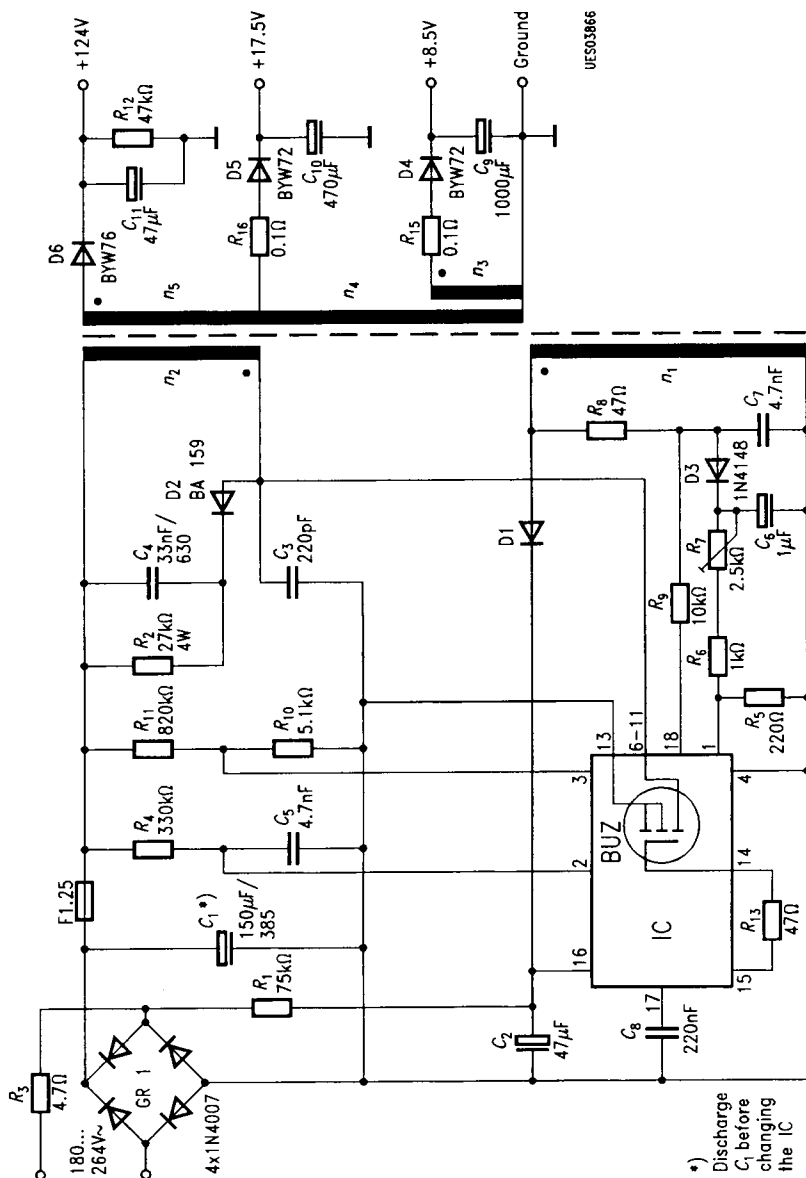 +124V
R12
47kΩ
C11
47µF
D6
BYW76
n5
+17.5V
D5
BYW72
C10
470µF
R16
0.1Ω
n4
+8.5V
D4
BYW72
C9
1000µF
R15
0.1Ω
n3
Ground
UES03866
n2
D2
BA 159
C4
33nF/
630
C3
220pF
R2
27kΩ
4W
R11
820kΩ
R10
5.1kΩ
R4
330kΩ
C5
4.7nF
F1.25
C1*)
150µF/
385
R1
75kΩ
R3
4.7Ω
180...
264V~
GR 1
4x1N4007
n1
R8
47Ω
C7
4.7nF
D3
1N4148
D1
R7
2.5kΩ
C6
1µF
R9
10kΩ
R6
1kΩ
R5
220Ω
13
6-11
18
1
3
4
2
14
16
15
17
BUZ
IC
R13
47Ω
C2
47µF
C8
220nF
*)
Discharge
C1 before
changing
the IC